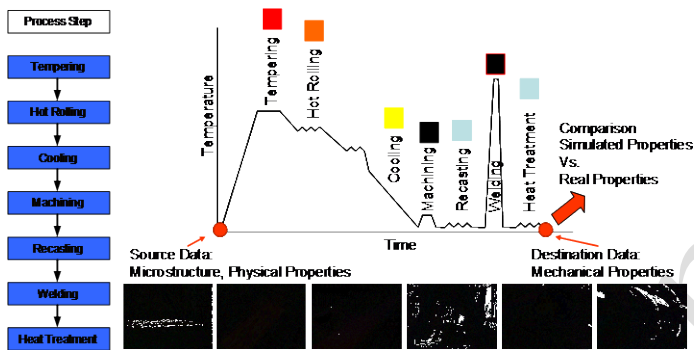 Process Step
Tempering
Hot Rolling
Cooling
Machining
Recasting
Welding
Heat Treatment
Temperature
Tempering
Hot Rolling
Cooling
Machining
Recasting
Welding
Heat Treatment
Time
Comparison
Simulated Properties
Vs.
Real Properties
Source Data:
Microstructure, Physical Properties
Destination Data:
Mechanical Properties